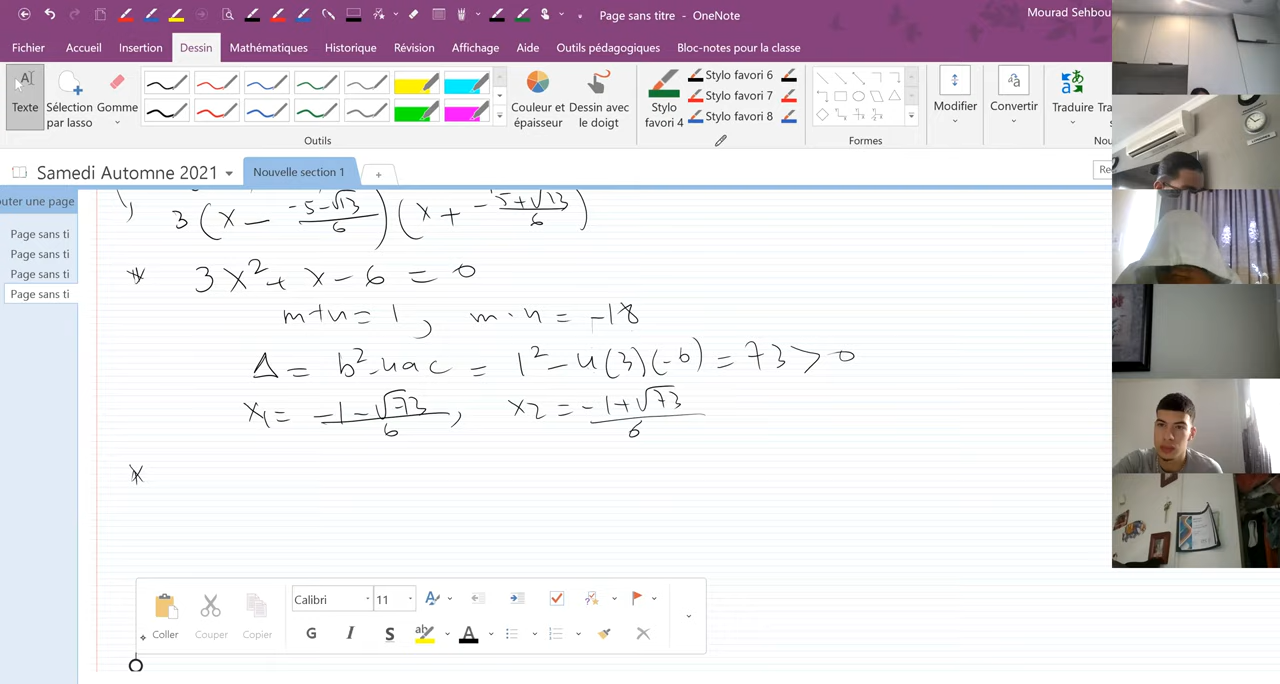 Page sans titre - OneNote
Mourad Sehbou
Fichier Accueil Insertion Dessin Mathématiques Historique Révision Affichage Aide Outils pédagogiques Bloc-notes pour la classe
Texte
Sélection par lasso
Gomme
Couleur et épaisseur
Dessin avec le doigt
Stylo favori 4
Stylo favori 6
Stylo favori 7
Stylo favori 8
Modifier
Convertir
Traduire
Outils
Formes
Samedi Automne 2021
Nouvelle section 1
Re
outer une page
Page sans ti
Page sans ti
Page sans ti
Page sans ti
3 (x - (-5-√13)/6) (x + (-5+√13)/6)
* 3x² + x - 6 = 0
m+n = 1, m·n = -18
Δ = b² - 4ac = 1² - 4(3)(-6) = 73 > 0
x1 = (-1-√73)/6, x2 = (-1+√73)/6
*
Calibri 11
Coller Couper Copier
G I S ab A